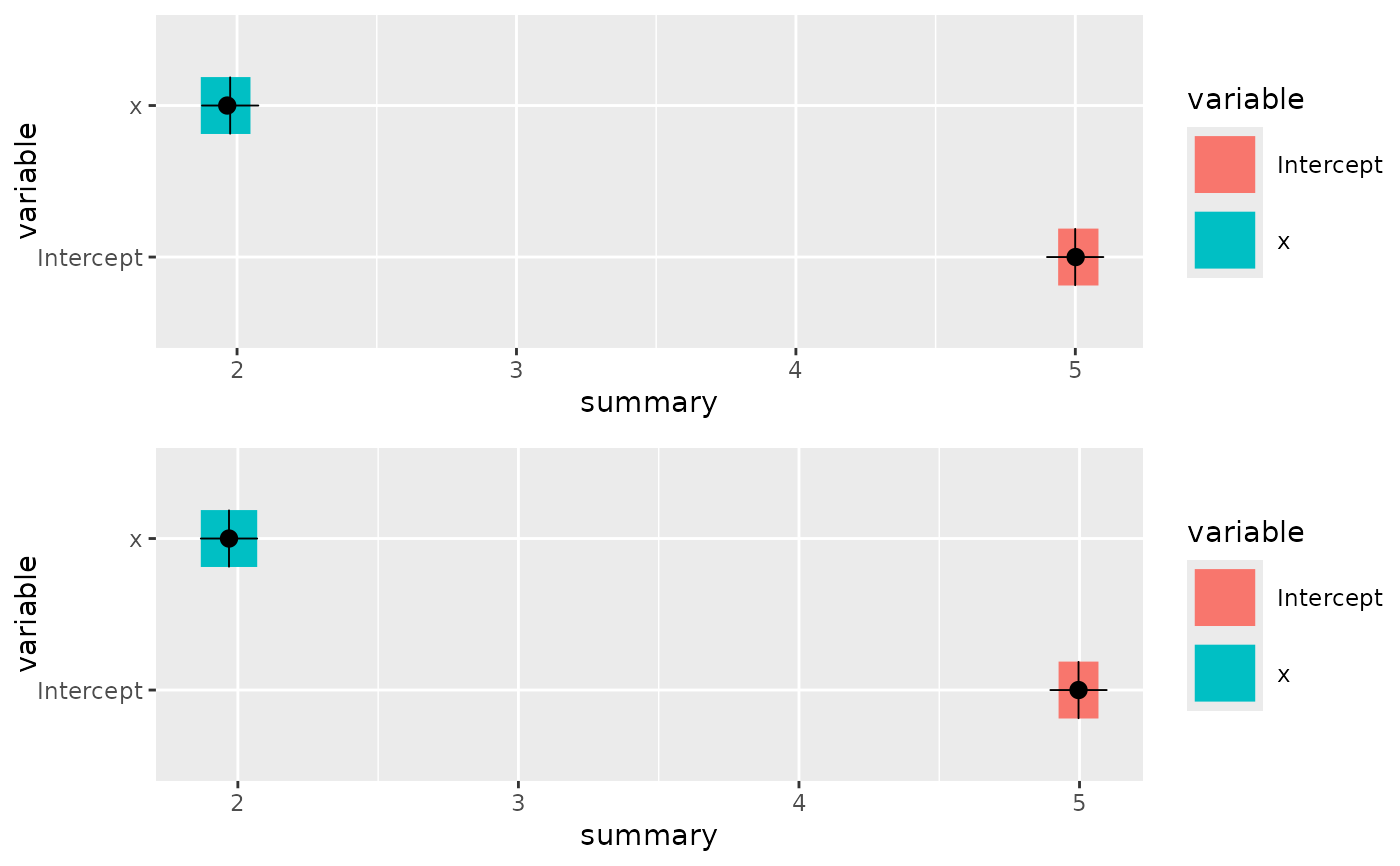 variable
x
Intercept
2 3 4 5
summary
variable
Intercept
x
variable
x
Intercept
2 3 4 5
summary
variable
Intercept
x